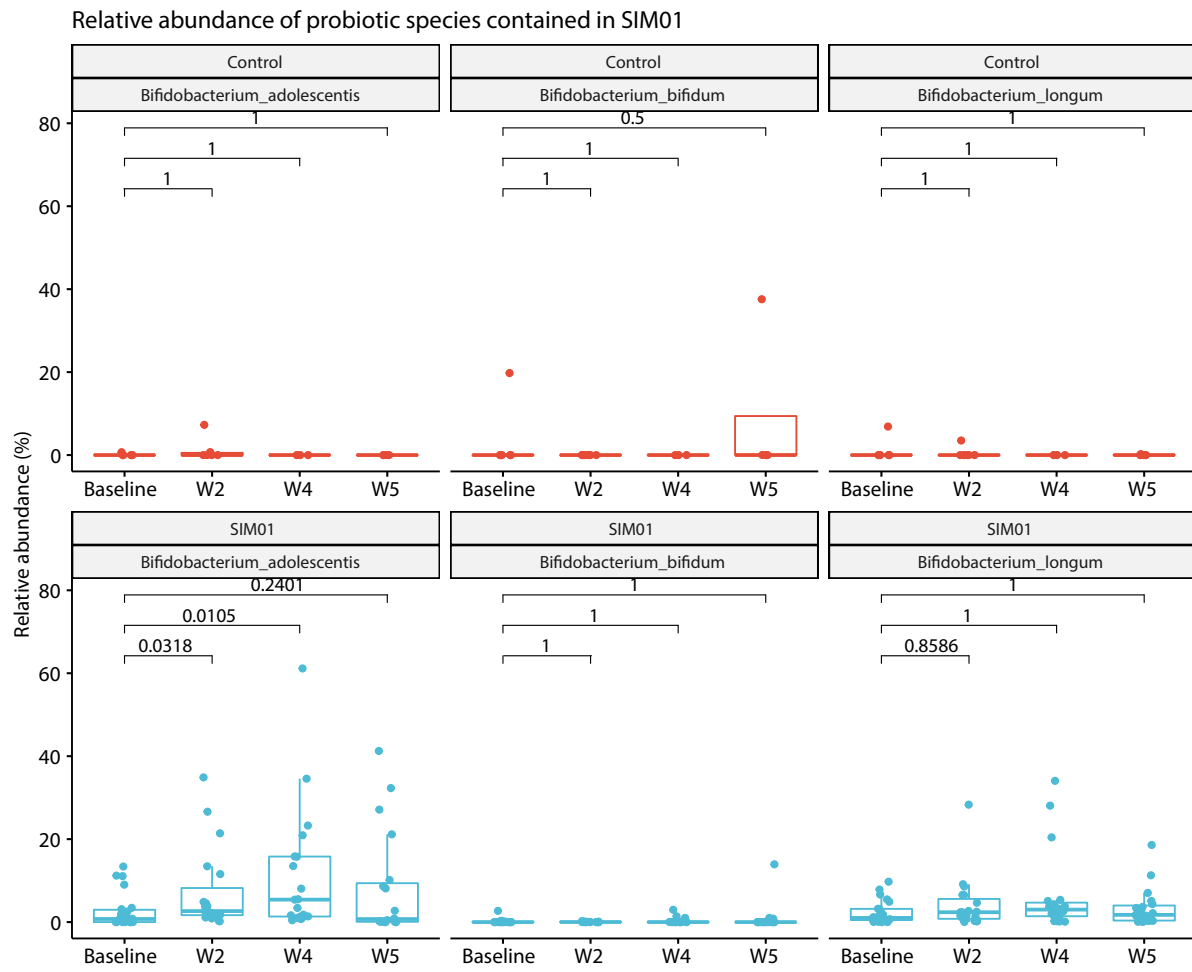 Relative abundance of probiotic species contained in SIM01
Control
Control
Control
Bifidobacterium_adolescentis
Bifidobacterium_bifidum
Bifidobacterium_longum
80
60
40
20
0
1
1
1
0.5
1
1
1
1
1
Baseline W2 W4 W5
Baseline W2 W4 W5
Baseline W2 W4 W5
Relative abundance (%)
SIM01
SIM01
SIM01
Bifidobacterium_adolescentis
Bifidobacterium_bifidum
Bifidobacterium_longum
80
60
40
20
0
0.2401
0.0105
0.0318
1
1
1
1
1
0.8586
Baseline W2 W4 W5
Baseline W2 W4 W5
Baseline W2 W4 W5